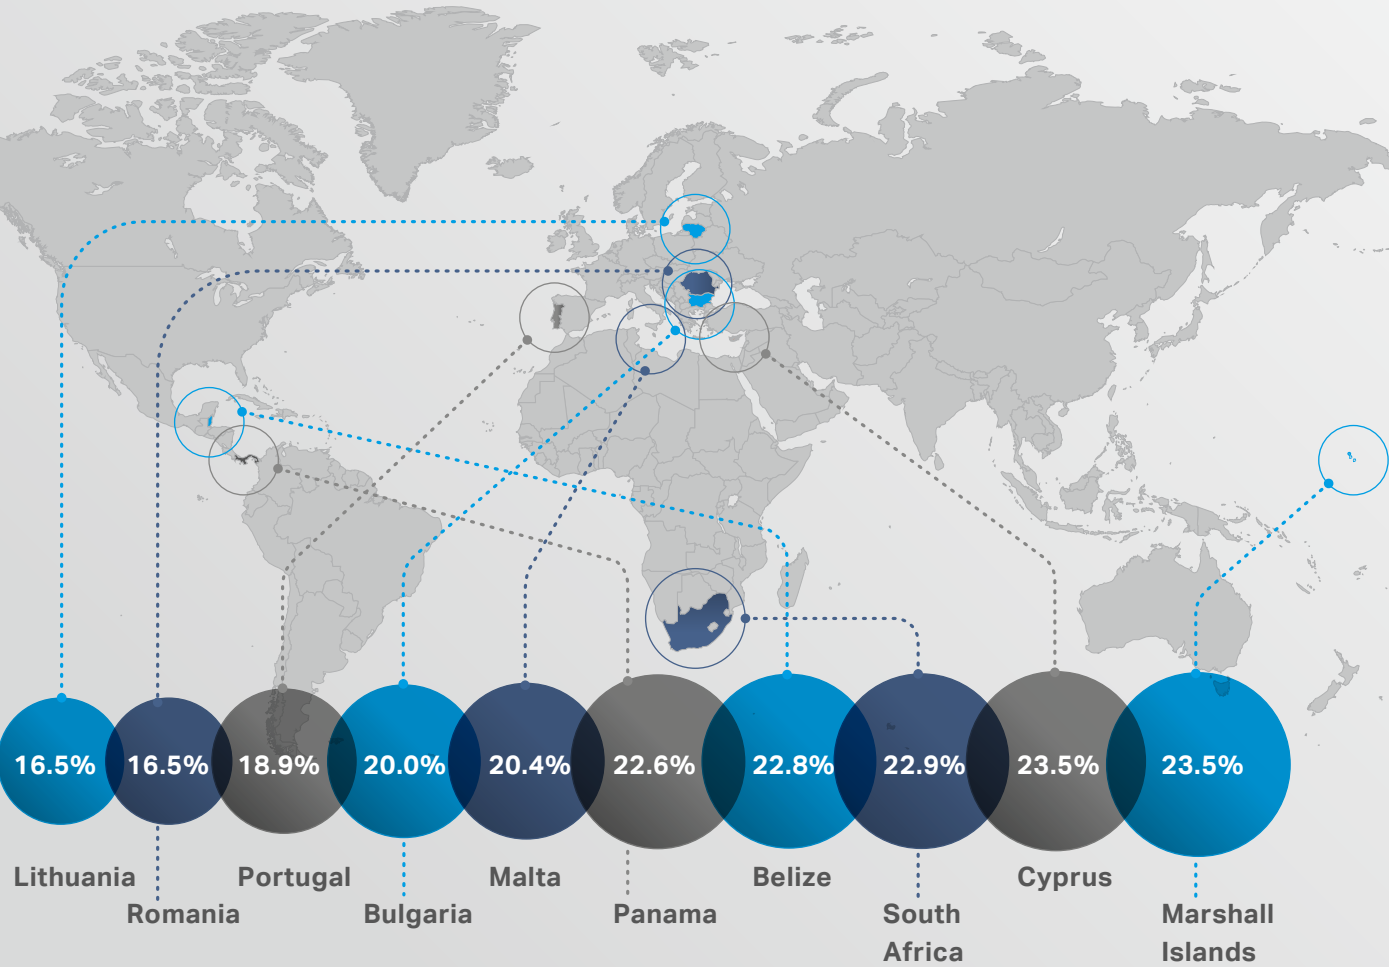 16.5%
16.5%
18.9%
20.0%
20.4%
22.6%
22.8%
22.9%
23.5%
23.5%
Lithuania
Portugal
Malta
Belize
Cyprus
Romania
Bulgaria
Panama
South
Africa
Marshall
Islands